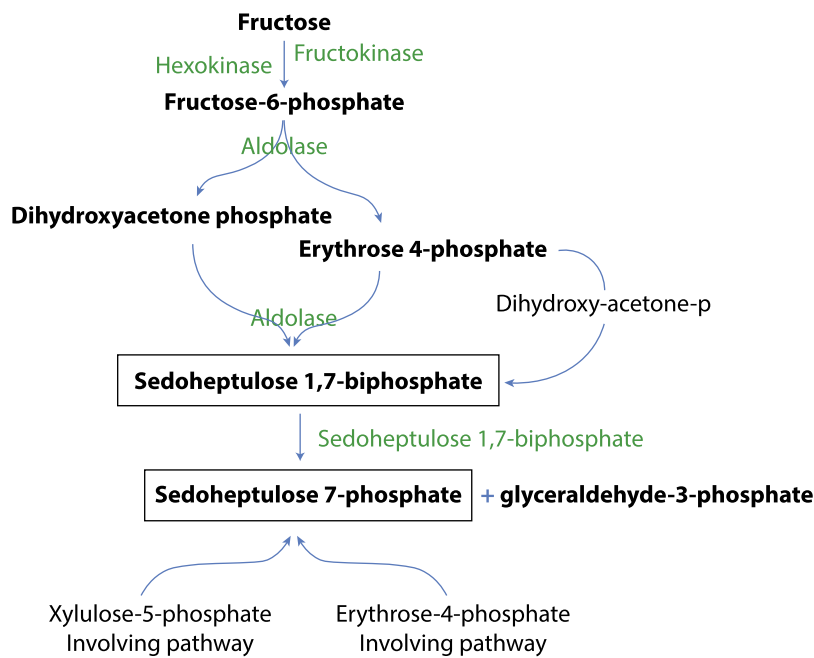 Fructose
Fructokinase
Hexokinase
Fructose-6-phosphate
Aldolase
Dihydroxyacetone phosphate
Erythrose 4-phosphate
Dihydroxy-acetone-p
Aldolase
Sedoheptulose 1,7-biphosphate
Sedoheptulose 1,7-biphosphate
Sedoheptulose 7-phosphate + glyceraldehyde-3-phosphate
Xylulose-5-phosphate
Involving pathway
Erythrose-4-phosphate
Involving pathway